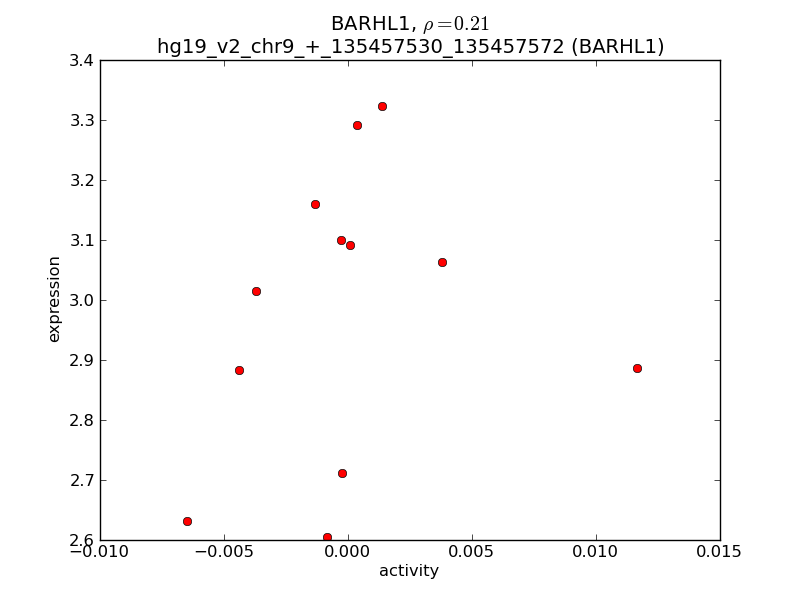 BARHL1, ρ=0.21
hg19_v2_chr9_+_135457530_135457572 (BARHL1)
3.4
3.3
3.2
3.1
3.0
2.9
2.8
2.7
2.6
expression
−0.010 −0.005 0.000 0.005 0.010 0.015
activity